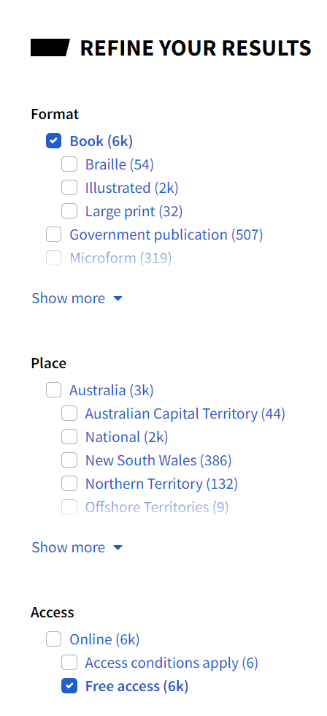 REFINE YOUR RESULTS
Format
Book (6k)
Braille (54)
Illustrated (2k)
Large print (32)
Government publication (507)
Microform (319)
Show more
Place
Australia (3k)
Australian Capital Territory (44)
National (2k)
New South Wales (386)
Northern Territory (132)
Offshore Territories (9)
Show more
Access
Online (6k)
Access conditions apply (6)
Free access (6k)